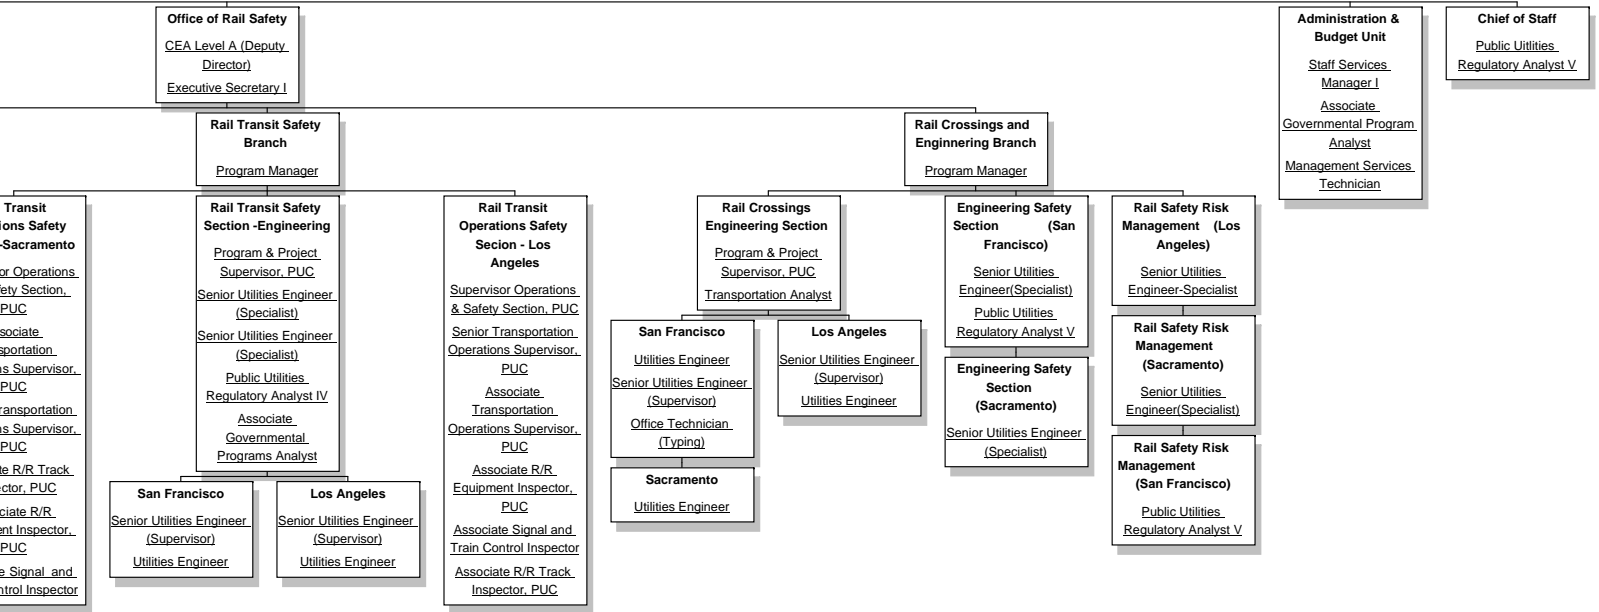 Office of Rail Safety
CEA Level A (Deputy
Director)
Executive Secretary I
Administration &
Budget Unit
Staff Services
Manager I
Associate
Governmental Program
Analyst
Management Services
Technician
Chief of Staff
Public Uitlities
Regulatory Analyst V
Rail Transit Safety
Branch
Program Manager
Rail Crossings and
Enginnering Branch
Program Manager
Transit
ions Safety
-Sacramento
or Operations
fety Section,
PUC
sociate
sportation
ns Supervisor,
PUC
ransportation
ns Supervisor,
PUC
te R/R Track
ector, PUC
ciate R/R
ent Inspector,
PUC
e Signal and
ntrol Inspector
Rail Transit Safety
Section -Engineering
Program & Project
Supervisor, PUC
Senior Utilities Engineer
(Specialist)
Senior Utilities Engineer
(Specialist)
Public Utilities
Regulatory Analyst IV
Associate
Governmental
Programs Analyst
San Francisco
Senior Utilities Engineer
(Supervisor)
Utilities Engineer
Los Angeles
Senior Utilities Engineer
(Supervisor)
Utilities Engineer
Rail Transit
Operations Safety
Secion - Los
Angeles
Supervisor Operations
& Safety Section, PUC
Senior Transportation
Operations Supervisor,
PUC
Associate
Transportation
Operations Supervisor,
PUC
Associate R/R
Equipment Inspector,
PUC
Associate Signal and
Train Control Inspector
Associate R/R Track
Inspector, PUC
Rail Crossings
Engineering Section
Program & Project
Supervisor, PUC
Transportation Analyst
San Francisco
Utilities Engineer
Senior Utilities Engineer
(Supervisor)
Office Technician
(Typing)
Sacramento
Utilities Engineer
Los Angeles
Senior Utilities Engineer
(Supervisor)
Utilities Engineer
Engineering Safety
Section (San
Francisco)
Senior Utilities
Engineer(Specialist)
Public Utilities
Regulatory Analyst V
Engineering Safety
Section
(Sacramento)
Senior Utilities Engineer
(Specialist)
Rail Safety Risk
Management (Los
Angeles)
Senior Utilities
Engineer-Specialist
Rail Safety Risk
Management
(Sacramento)
Senior Utilities
Engineer(Specialist)
Rail Safety Risk
Management
(San Francisco)
Public Utilities
Regulatory Analyst V